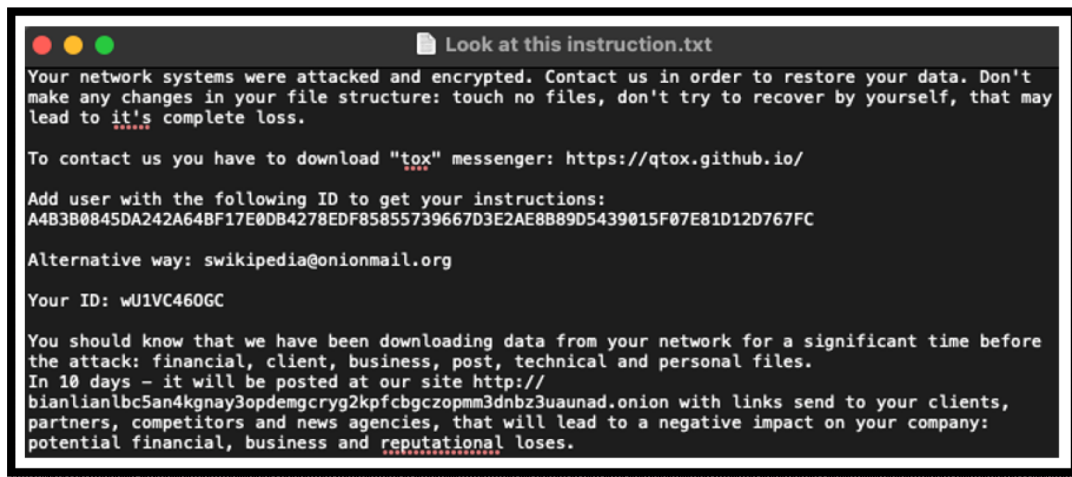 Look at this instruction.txt
Your network systems were attacked and encrypted. Contact us in order to restore your data. Don't
make any changes in your file structure: touch no files, don't try to recover by yourself, that may
lead to it's complete loss.
To contact us you have to download "tox" messenger: https://qtox.github.io/
Add user with the following ID to get your instructions:
A4B3B0845DA242A64BF17E0DB4278EDF85855739667D3E2AE8B89D5439015F07E81D12D767FC
Alternative way: swikipedia@onionmail.org
Your ID: wU1VC460GC
You should know that we have been downloading data from your network for a significant time before
the attack: financial, client, business, post, technical and personal files.
In 10 days – it will be posted at our site http://
bianlianlbc5an4kgnay3opdemgcryg2kpfcbgczopmm3dnbz3uaunad.onion with links send to your clients,
partners, competitors and news agencies, that will lead to a negative impact on your company:
potential financial, business and reputational loses.